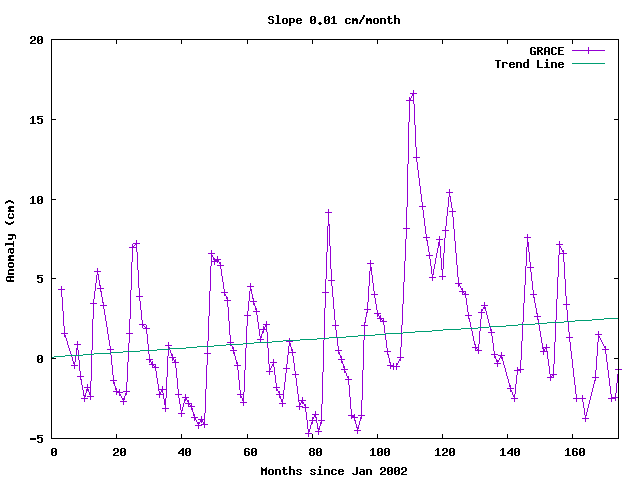 Slope 0.01 cm/month
GRACE
Trend Line
Anomaly (cm)
20
15
10
5
0
-5
0 20 40 60 80 100 120 140 160
Months since Jan 2002